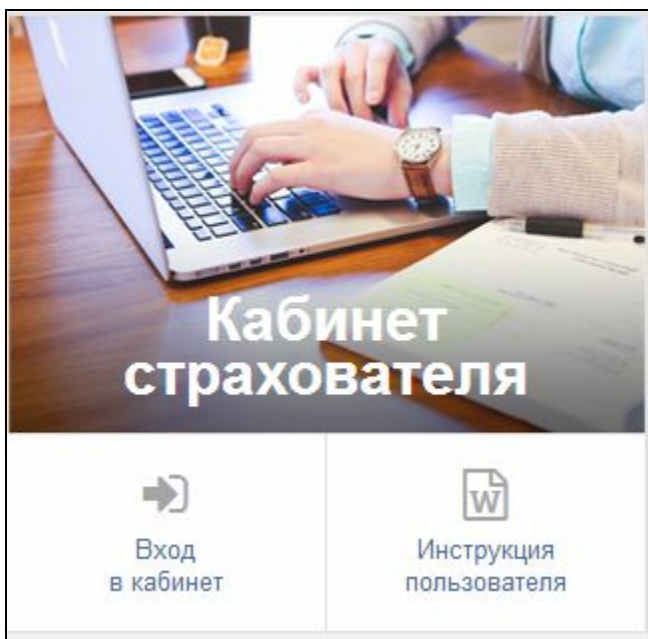 Кабинет
страхователя
W
Вход
в кабинет
Инструкция
пользователя